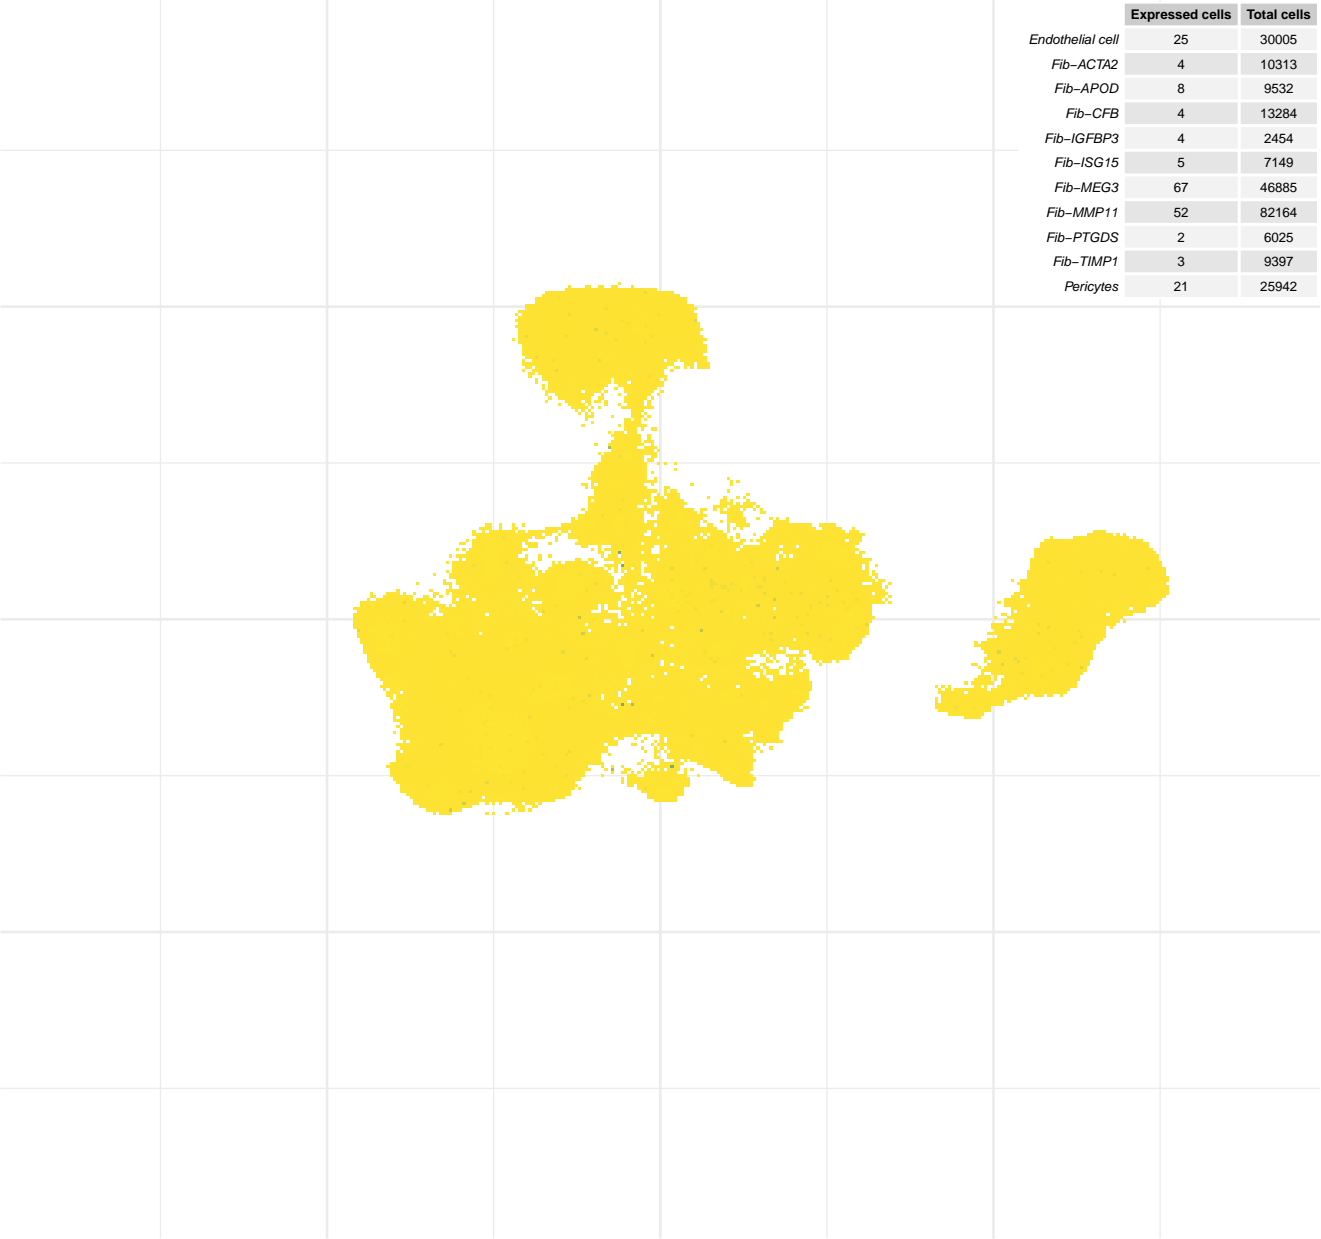 Expressed cells Total cells
Endothelial cell 25 30005
Fib−ACTA2 4 10313
Fib−APOD 8 9532
Fib−CFB 4 13284
Fib−IGFBP3 4 2454
Fib−ISG15 5 7149
Fib−MEG3 67 46885
Fib−MMP11 52 82164
Fib−PTGDS 2 6025
Fib−TIMP1 3 9397
Pericytes 21 25942